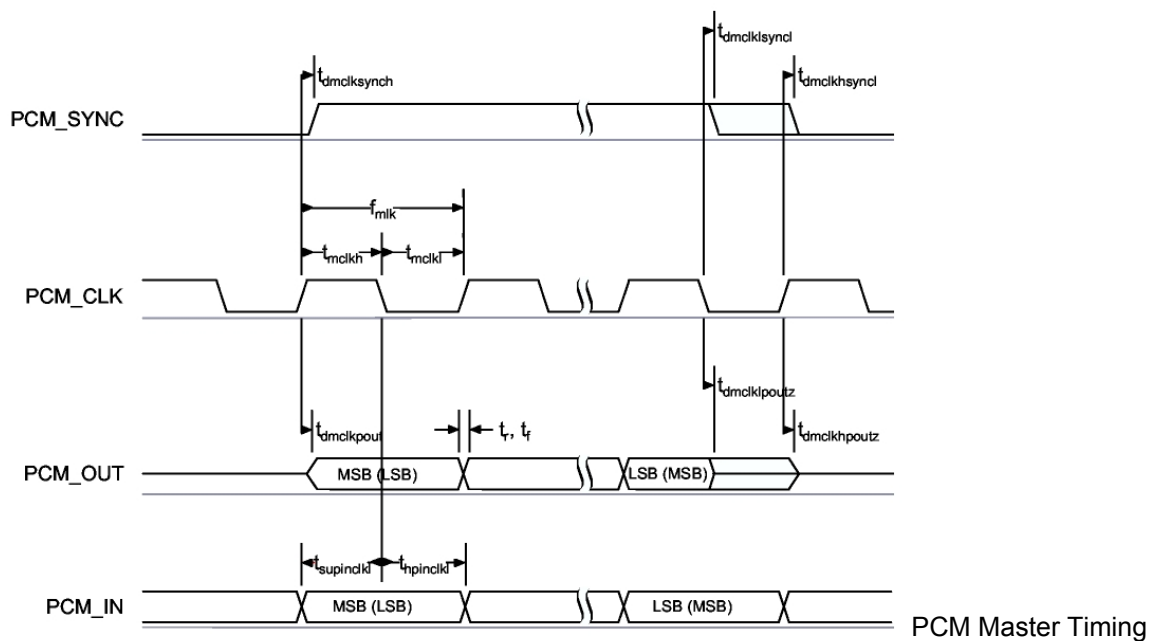 tdmclklsyncl
tdmclksynch
tdmclkhsyncl
PCM_SYNC
fmlk
tmclkh
tmclkl
PCM_CLK
tdmclklpoutz
tdmclkpout
tr, tf
tdmclkhpoutz
PCM_OUT
MSB (LSB)
LSB (MSB)
tsupinclkl
thpinclkl
PCM_IN
MSB (LSB)
LSB (MSB)
PCM Master Timing